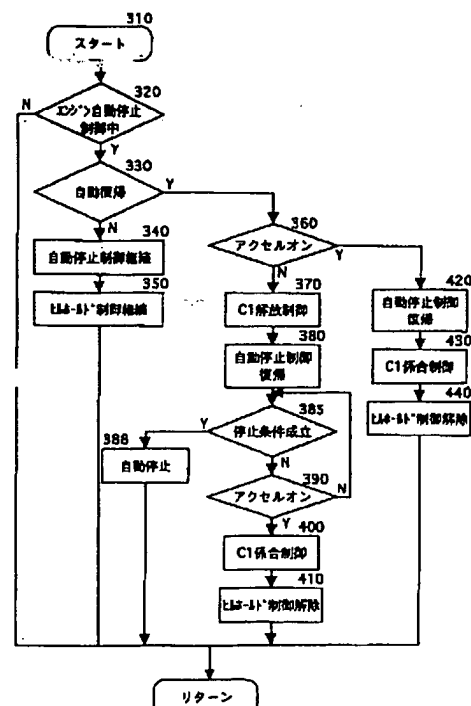 310
スタート
320
N
エンジン自動停止
制御中
Y
330
自動復帰
Y
N
340
自動停止制御継続
350
ヒルホールド制御継続
360
アクセルオン
Y
N
370
C1解放制御
380
自動停止制御
復帰
385
Y
停止条件成立
388
自動停止
N
390
アクセルオン
N
Y
400
C1係合制御
410
ヒルホールド制御解除
420
自動停止制御
復帰
430
C1係合制御
440
ヒルホールド制御解除
リターン